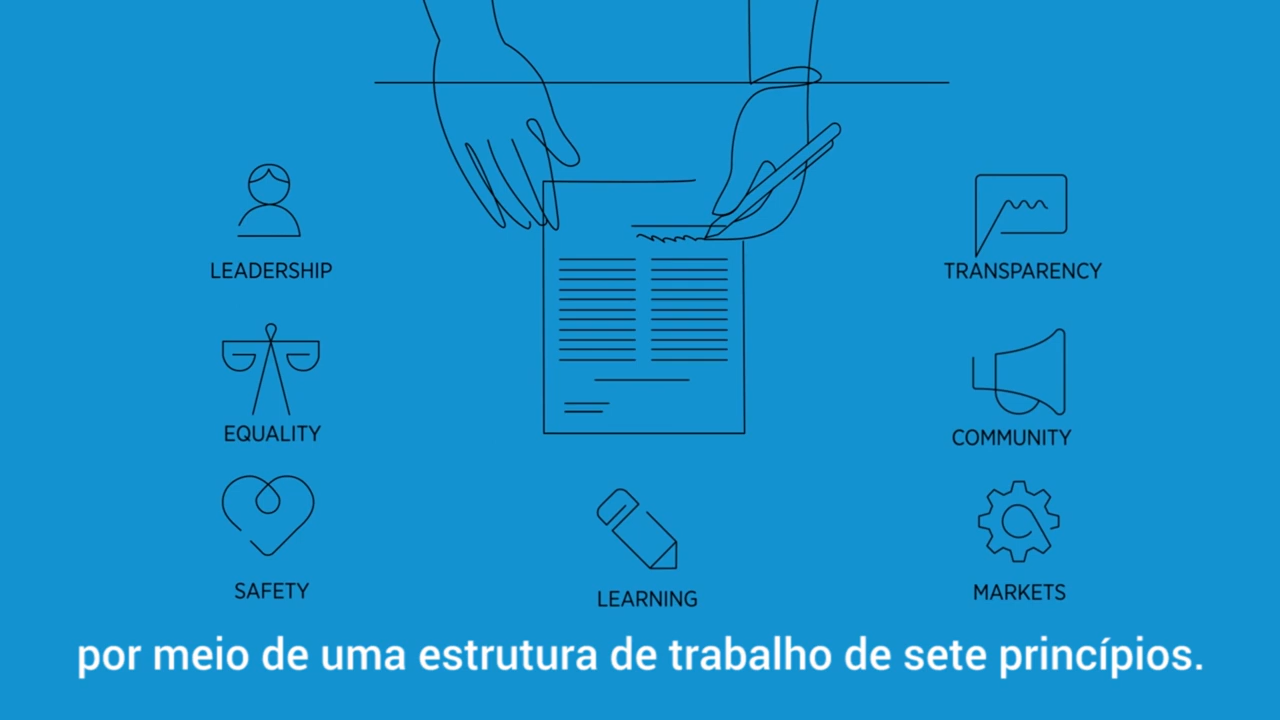 LEADERSHIP
TRANSPARENCY
EQUALITY
COMMUNITY
SAFETY
LEARNING
MARKETS
por meio de uma estrutura de trabalho de sete princípios.